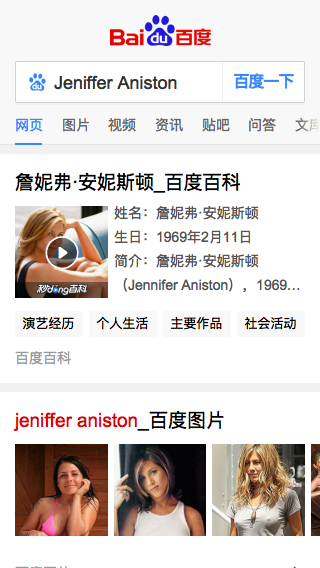 Bai du 百度
Jeniffer Aniston 百度一下
网页 图片 视频 资讯 贴吧 问答 文库
詹妮弗·安妮斯顿_百度百科
姓名：詹妮弗·安妮斯顿
生日：1969年2月11日
简介：詹妮弗·安妮斯顿
（Jennifer Aniston），1969...
秒dong百科
演艺经历 个人生活 主要作品 社会活动
百度百科
jeniffer aniston_百度图片